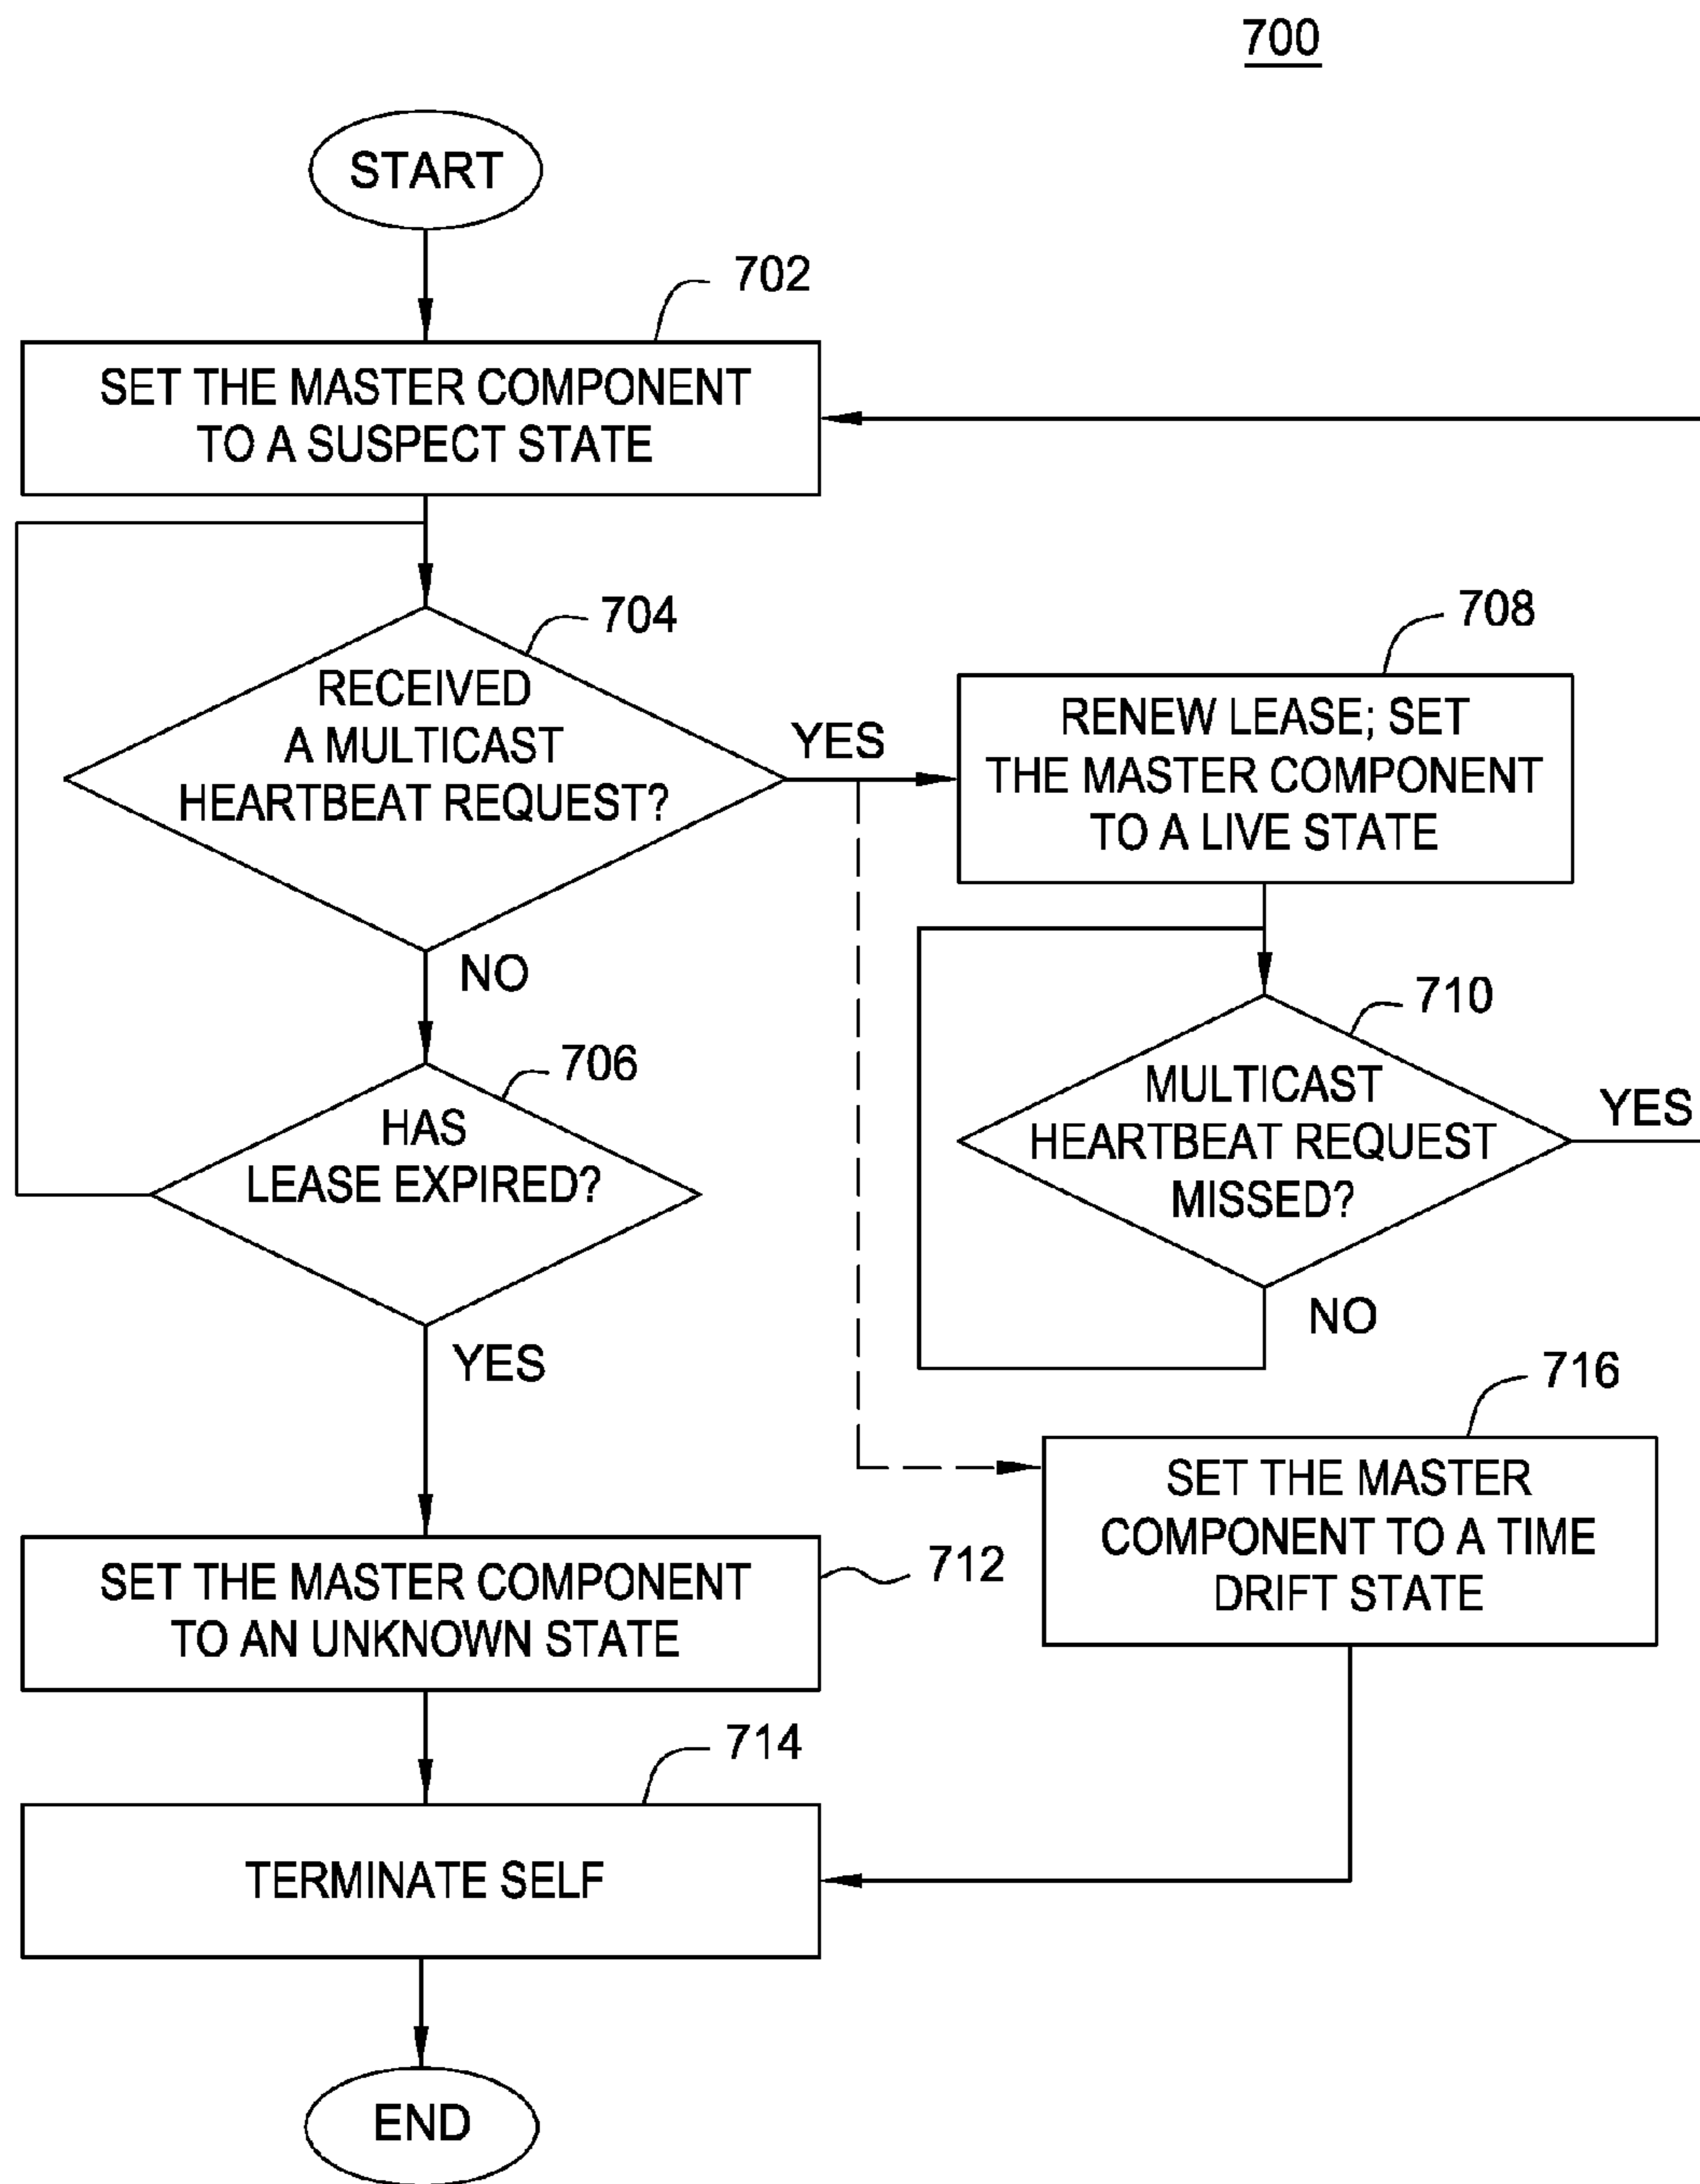 700
START
702
SET THE MASTER COMPONENT
TO A SUSPECT STATE
704
RECEIVED
A MULTICAST
HEARTBEAT REQUEST?
YES
NO
708
RENEW LEASE; SET
THE MASTER COMPONENT
TO A LIVE STATE
710
MULTICAST
HEARTBEAT REQUEST
MISSED?
YES
NO
706
HAS
LEASE EXPIRED?
YES
716
SET THE MASTER
COMPONENT TO A TIME
DRIFT STATE
712
SET THE MASTER COMPONENT
TO AN UNKNOWN STATE
714
TERMINATE SELF
END